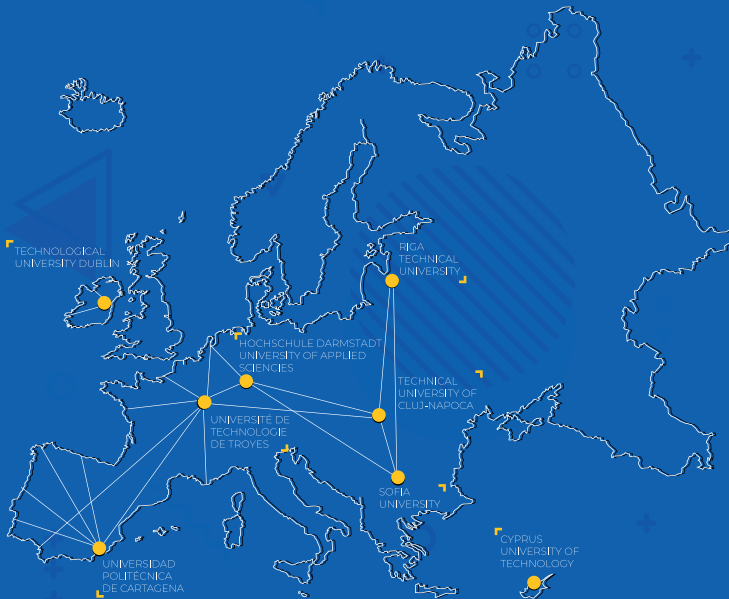 TECHNOLOGICAL
UNIVERSITY DUBLIN
RIGA
TECHNICAL
UNIVERSITY
HOCHSCHULE DARMSTADT
UNIVERSITY OF APPLIED
SCIENCIES
TECHNICAL
UNIVERSITY OF
CLUJ-NAPOCA
UNIVERSITÉ DE
TECHNOLOGIE
DE TROYES
SOFIA
UNIVERSITY
CYPRUS
UNIVERSITY OF
TECHNOLOGY
UNIVERSIDAD
POLITÉCNICA
DE CARTAGENA